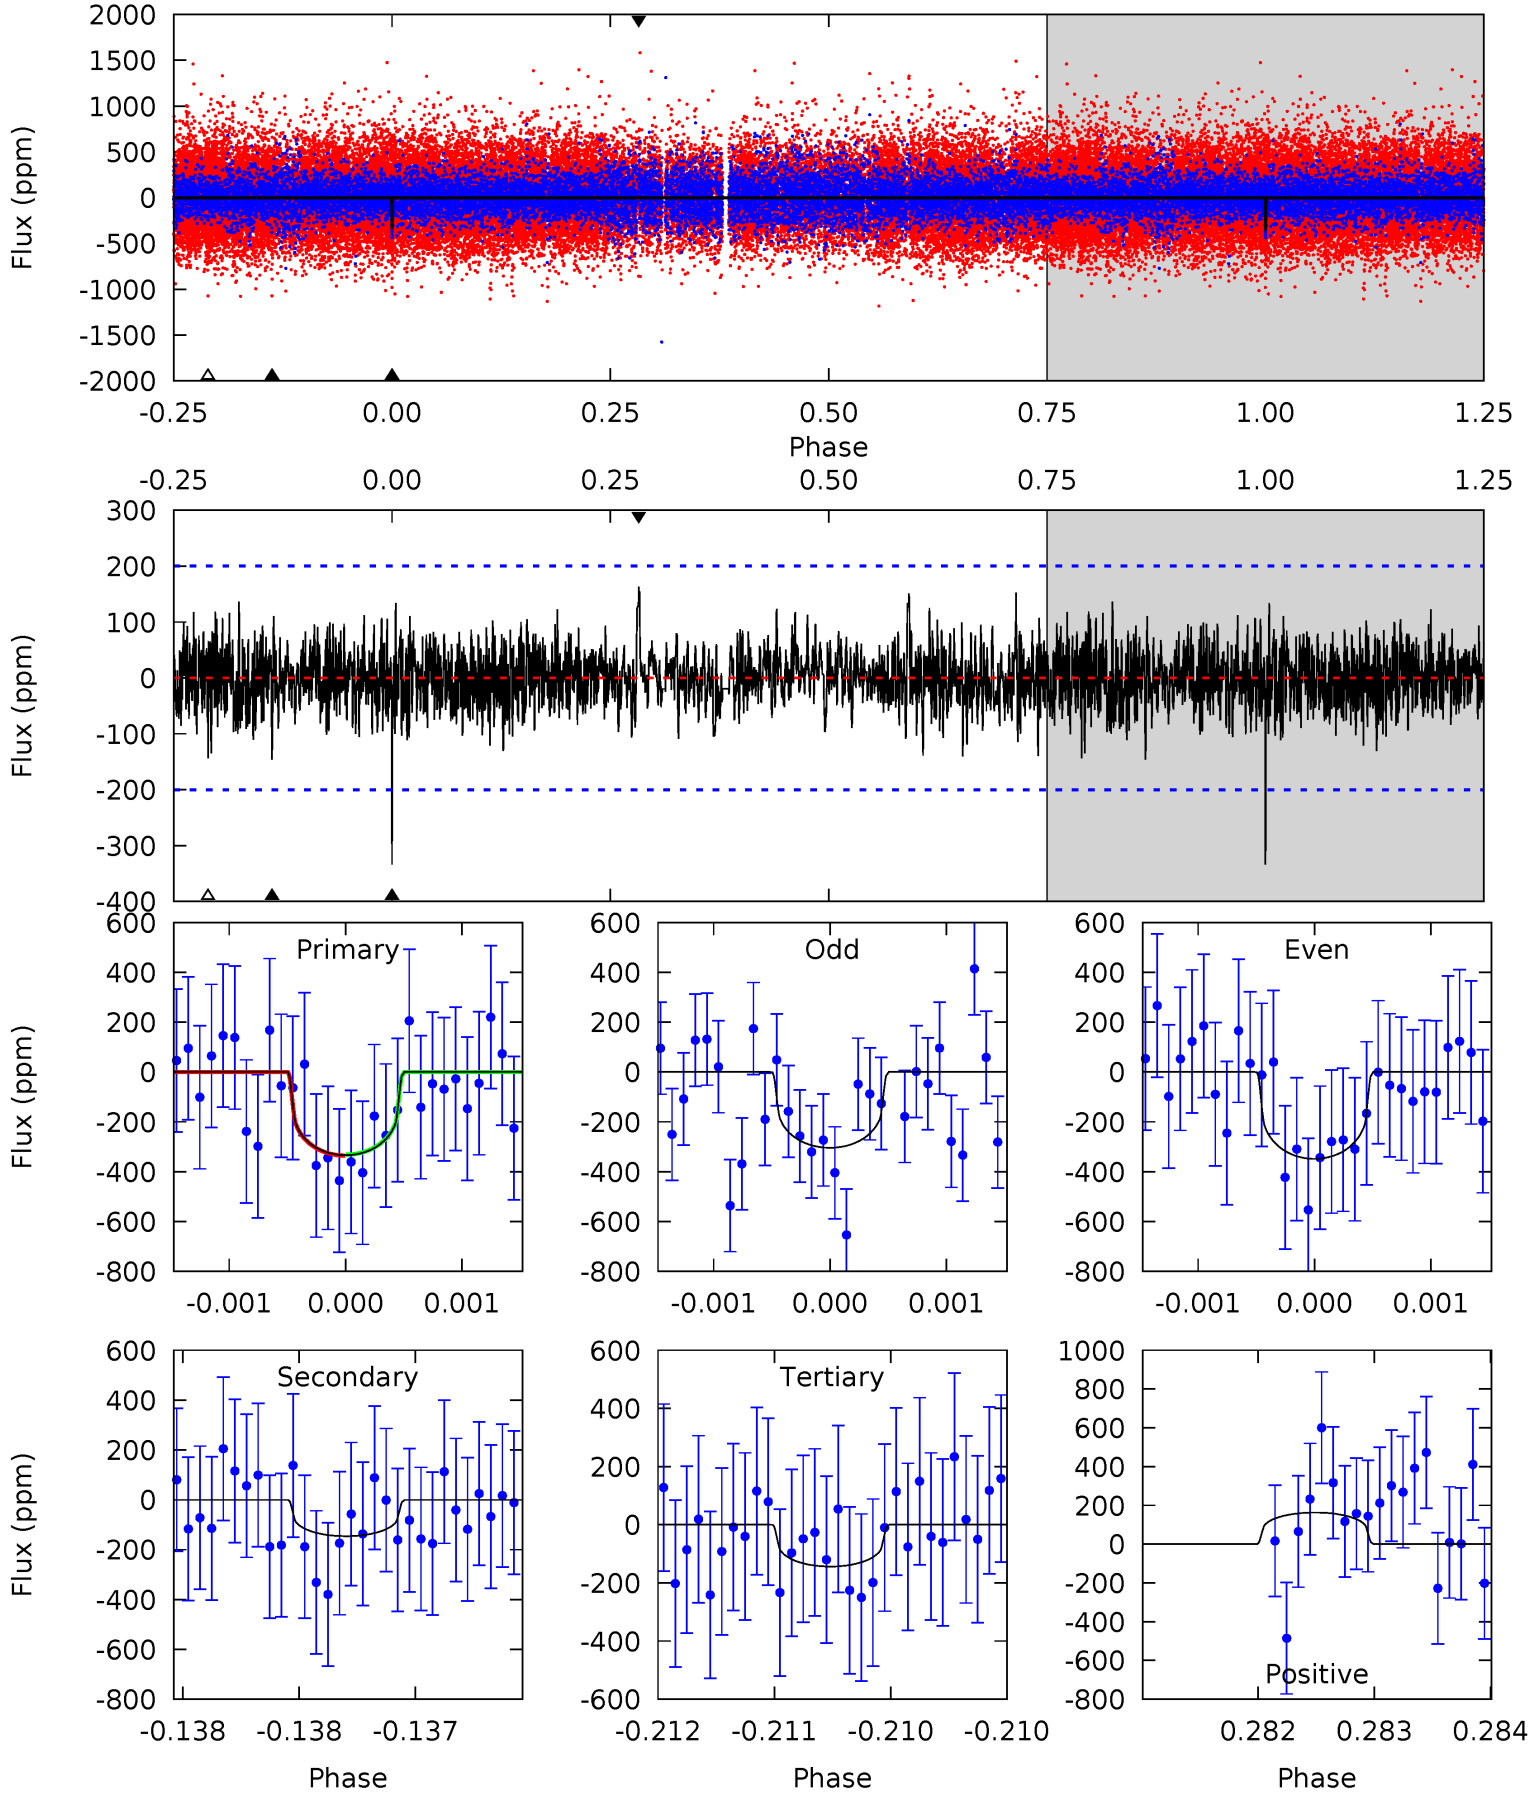 2000
1500
1000
500
0
-500
-1000
-1500
-2000
Flux (ppm)
-0.25 0.00 0.25 0.50 0.75 1.00 1.25
Phase
-0.25 0.00 0.25 0.50 0.75 1.00 1.25
300
200
100
0
-100
-200
-300
-400
Flux (ppm)
Primary Odd Even
600 600 600
400 400 400
200 200 200
0 0 0
-200 -200 -200
-400 -400 -400
-600 -600 -600
-800 -800 -800
Flux (ppm)
-0.001 0.000 0.001 -0.001 0.000 0.001 -0.001 0.000 0.001
Secondary Tertiary Positive
600 600 1000
400 400 800
200 200 600
0 0 400
-200 -200 200
-400 -400 0
-600 -600 -200
-800 -400
-600
-800
Flux (ppm)
-0.138 -0.138 -0.137 -0.212 -0.211 -0.210 -0.210 0.282 0.283 0.284
Phase Phase Phase